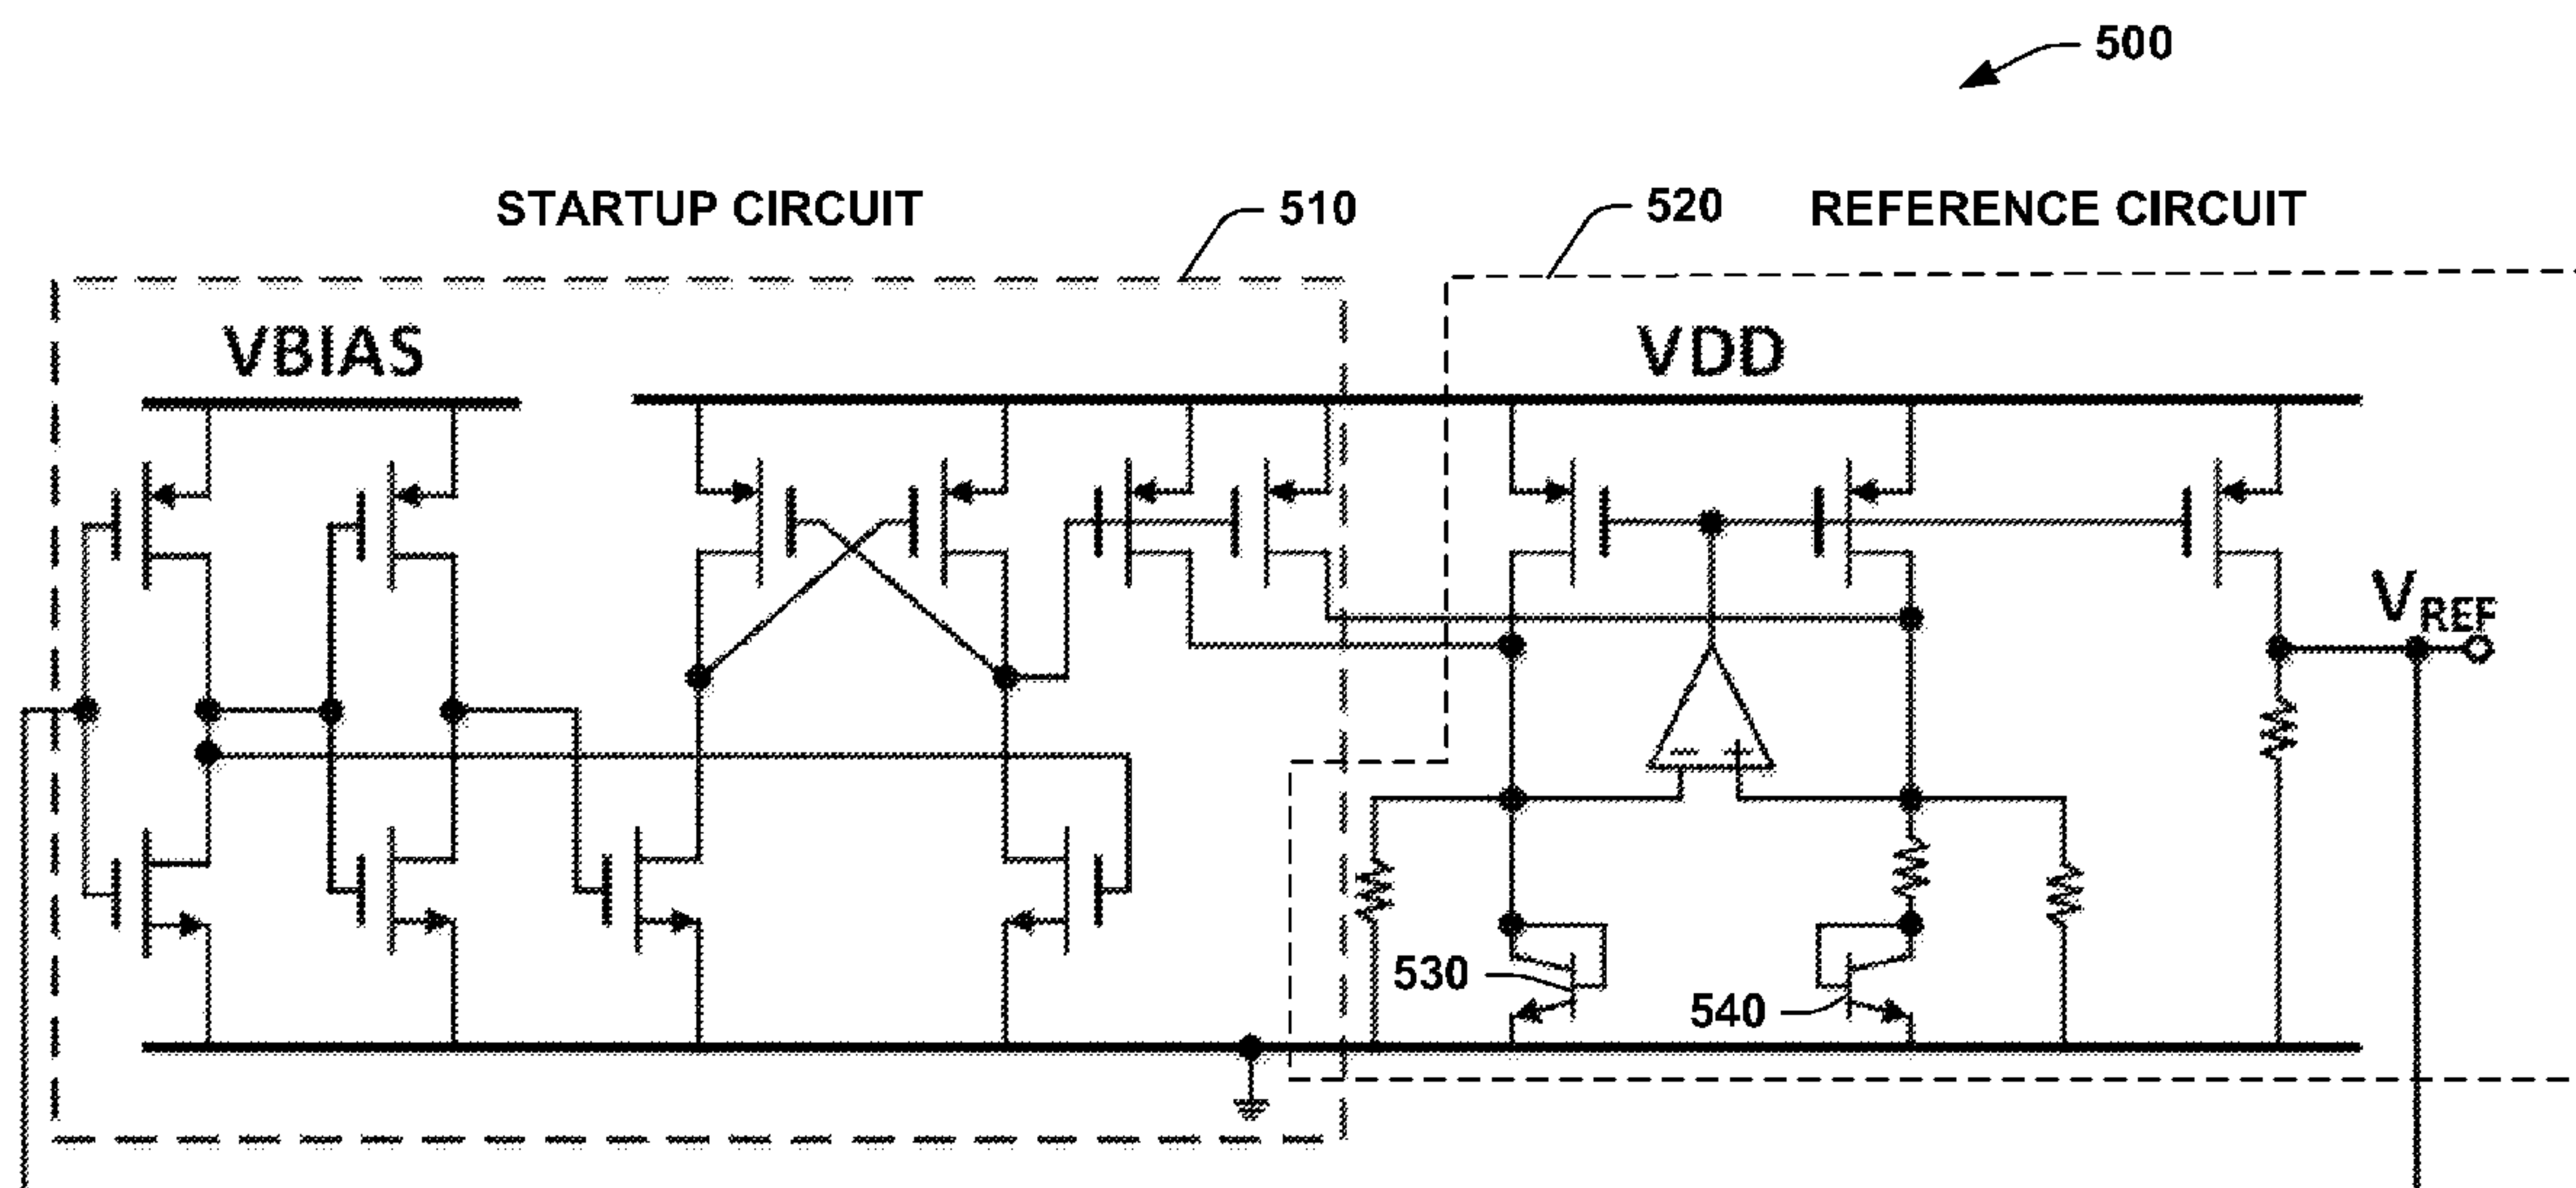 500
STARTUP CIRCUIT
510
520
REFERENCE CIRCUIT
VBIAS
VDD
VREF
- +
530
540